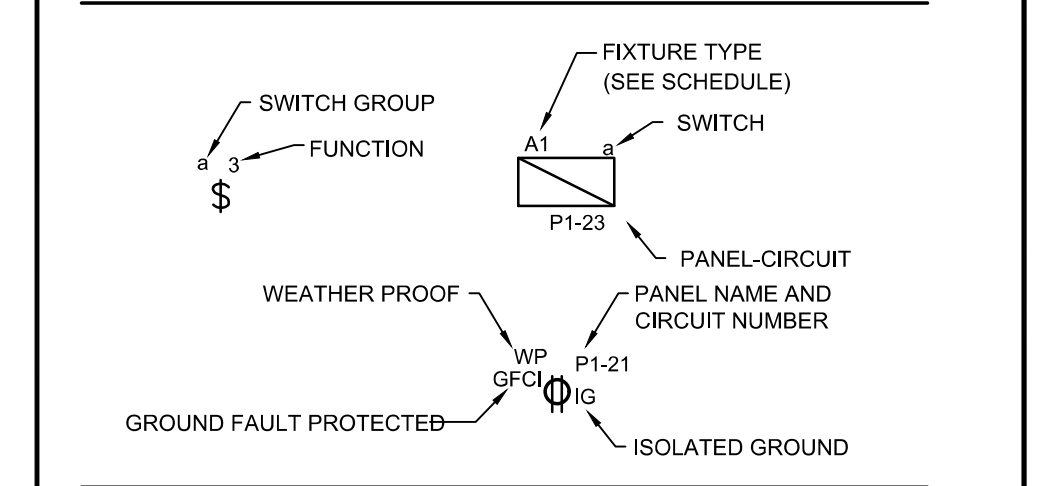 FIXTURE TYPE
(SEE SCHEDULE)
SWITCH GROUP
SWITCH
A1
a
FUNCTION
a 3
$
P1-23
PANEL-CIRCUIT
WEATHER PROOF
PANEL NAME AND
CIRCUIT NUMBER
WP
P1-21
GFCI
IG
GROUND FAULT PROTECTED
ISOLATED GROUND